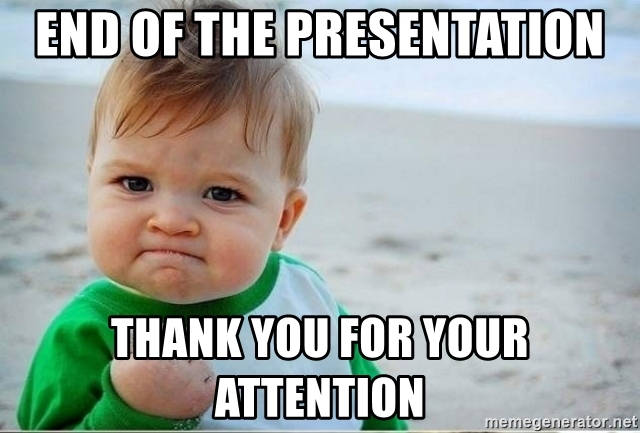 END OF THE PRESENTATION
THANK YOU FOR YOUR
ATTENTION
memegenerator.net